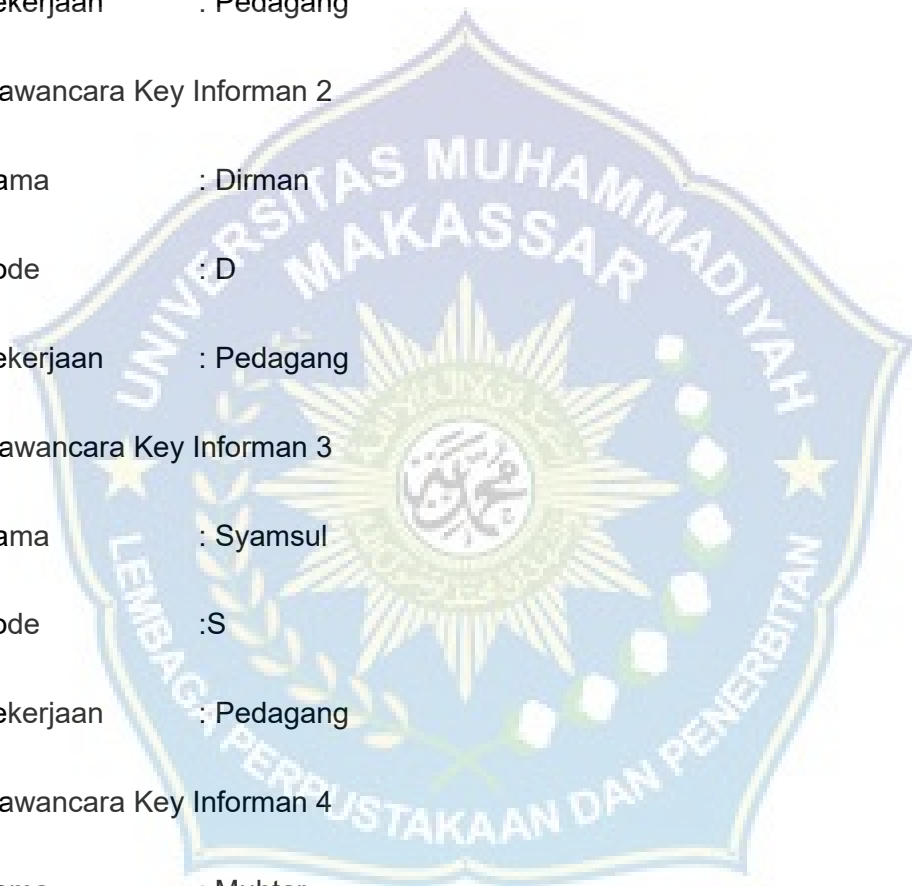 ekerjaan : Pedagang
awancara Key Informan 2
ama : Dirman
ode : D
ekerjaan : Pedagang
awancara Key Informan 3
ama : Syamsul
ode :S
ekerjaan : Pedagang
awancara Key Informan 4
UNIVERSITAS MUHAMMADIYAH
MAKASSAR
LEMBAGA PERPUSTAKAAN DAN PENERBITAN